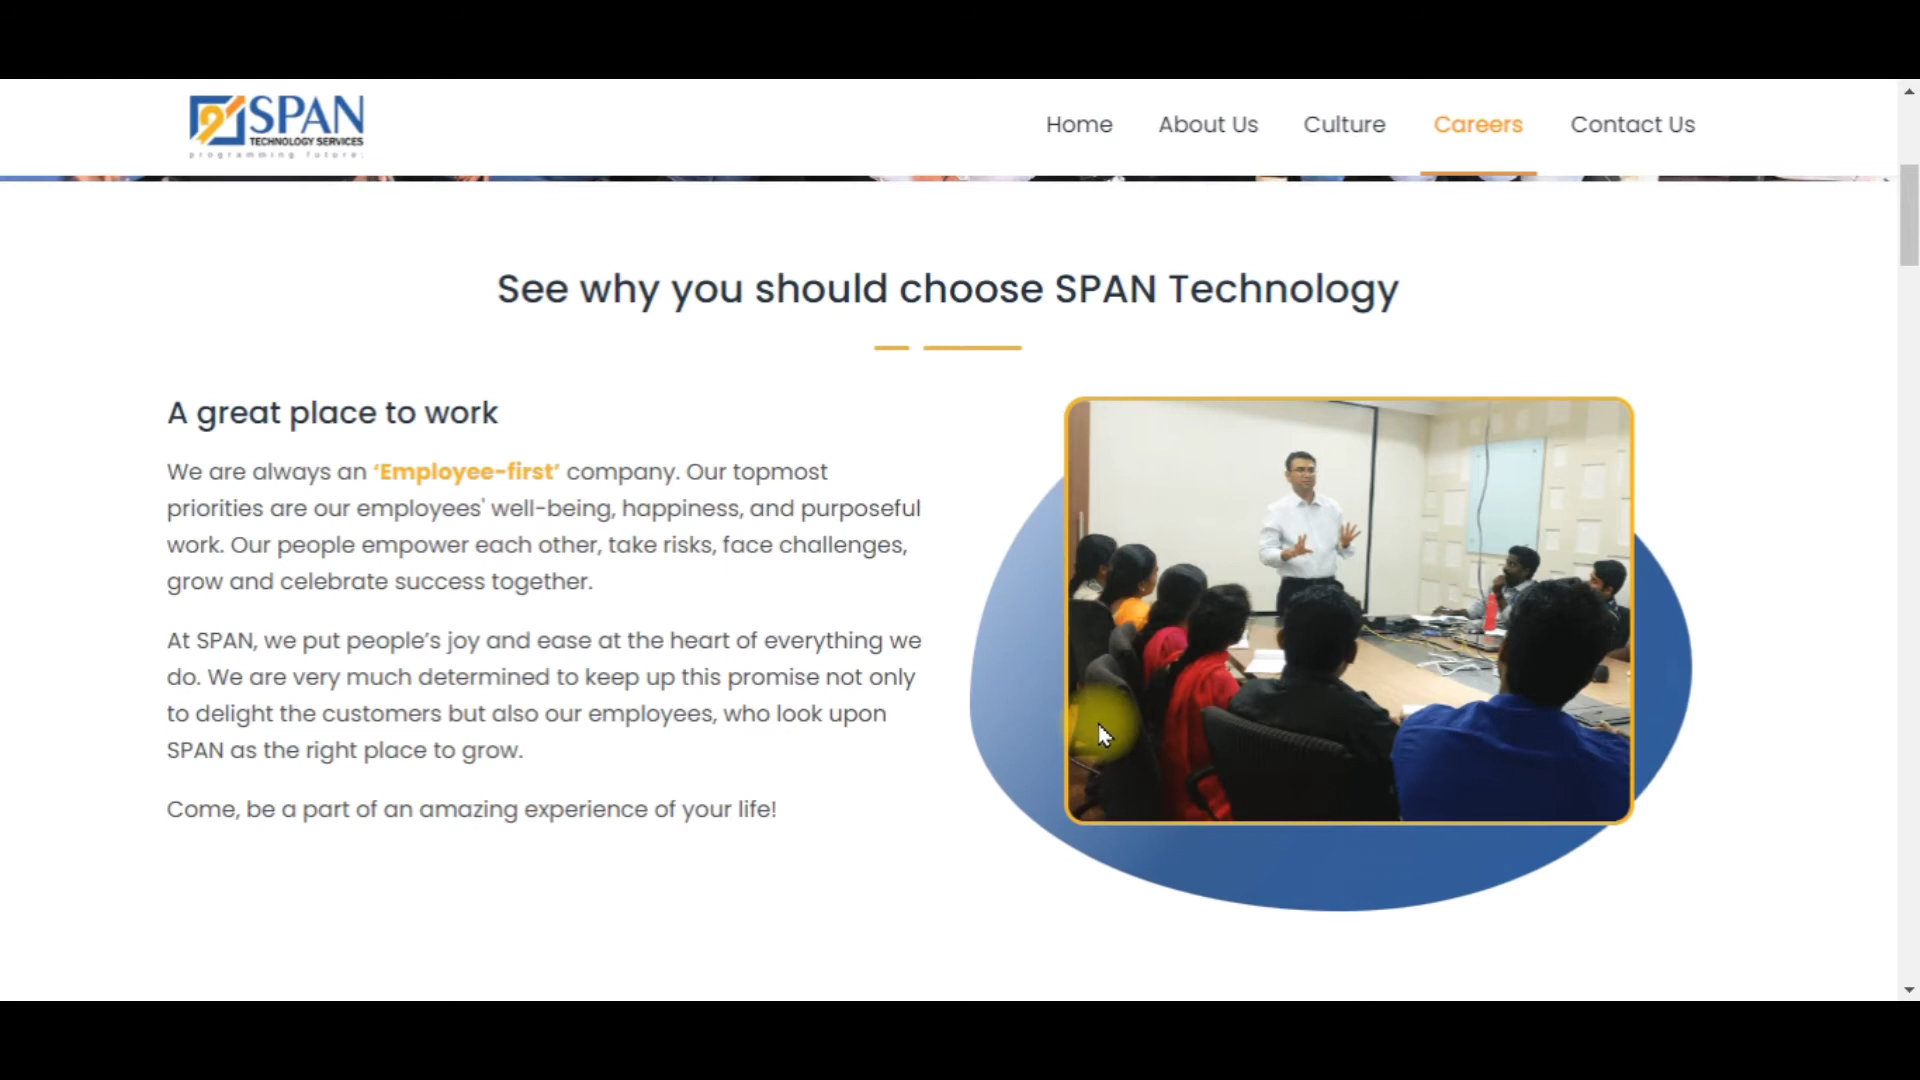 SPAN
TECHNOLOGY SERVICES
programming future:
Home About Us Culture Careers Contact Us
See why you should choose SPAN Technology
A great place to work
We are always an ‘Employee-first’ company. Our topmost
priorities are our employees' well-being, happiness, and purposeful
work. Our people empower each other, take risks, face challenges,
grow and celebrate success together.
At SPAN, we put people’s joy and ease at the heart of everything we
do. We are very much determined to keep up this promise not only
to delight the customers but also our employees, who look upon
SPAN as the right place to grow.
Come, be a part of an amazing experience of your life!